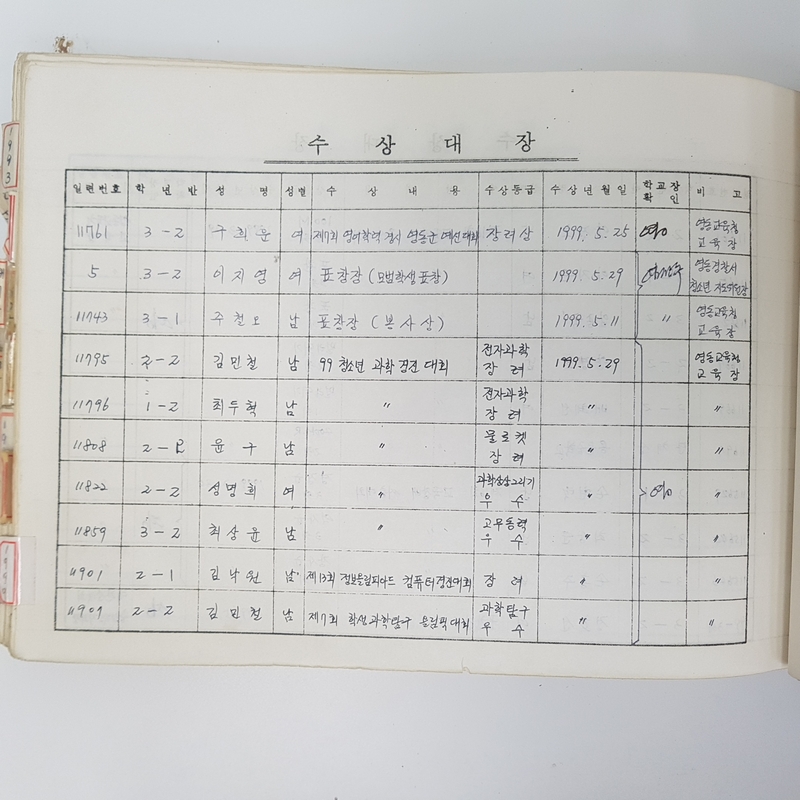 수 상 대 장
일련번호 학년반 성명 성별 수상내용 수상등급 수상년월일 학교장확인 비고
11761 3-2 구희운 여 제7회 영어학력경시 영동군 예선대회 장려상 1999. 5. 25 영동교육청 교육장
5 3-2 이지영 여 표창장 (모범학생표창) 1999. 5. 29 영동경찰서 청소년 지도위원장
11743 3-1 주철 남 표창장 (봉사상) 1999. 5. 11 〃 영동교육청 교육장
11795 2-2 김민철 남 99 청소년 과학경진대회 전자과학 장려 1999. 5. 29 영동교육청 교육장
11796 1-2 최두혁 남 〃 전자과학 장려 〃 〃
11808 2- 윤구 남 〃 물로켓 장려 〃 〃
11822 2-2 성명희 여 〃 과학상상그리기 우수 〃 〃
11859 3-2 최상윤 남 〃 고무동력 우수 〃 〃
11901 2-1 김낙원 남 제13회 정보올림피아드 컴퓨터경진대회 장려 〃 〃
11909 2-2 김민철 남 제7회 학생과학탐구 올림픽대회 과학탐구 우수 〃 〃
1993
1999